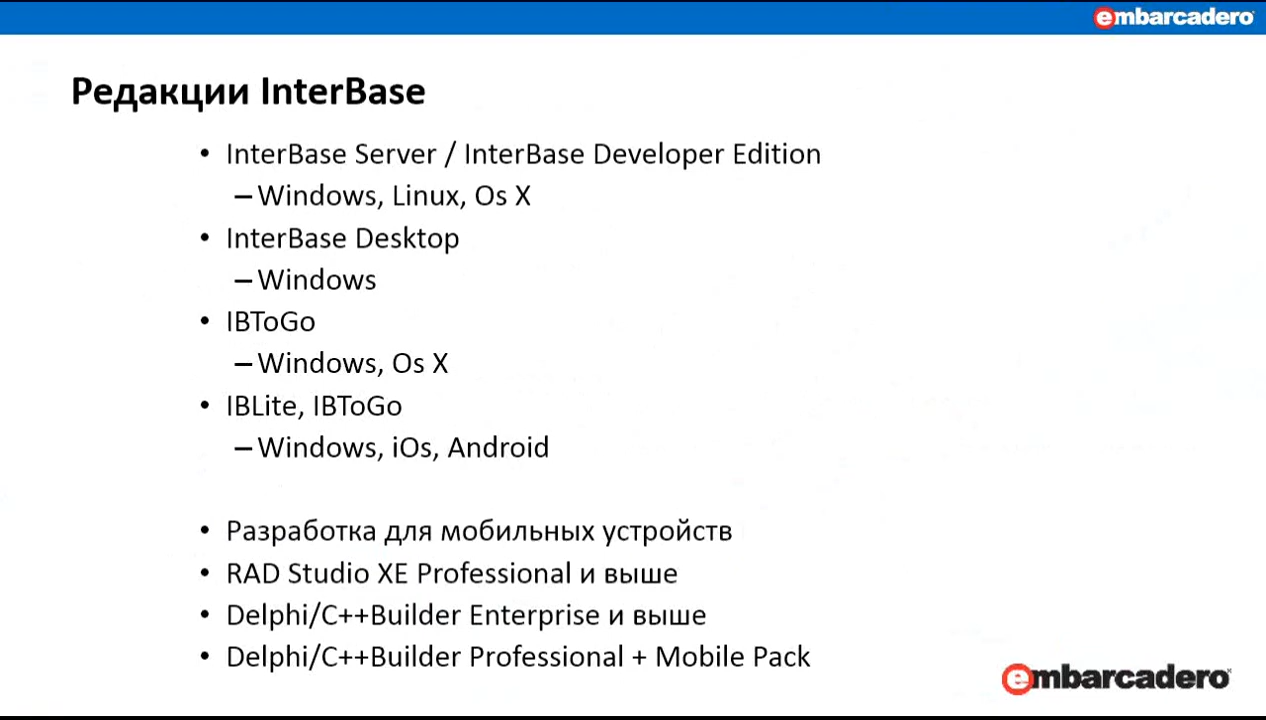 embarcadero
Редакции InterBase
• InterBase Server / InterBase Developer Edition
– Windows, Linux, Os X
• InterBase Desktop
– Windows
• IBToGo
– Windows, Os X
• IBLite, IBToGo
– Windows, iOs, Android
• Разработка для мобильных устройств
• RAD Studio XE Professional и выше
• Delphi/C++Builder Enterprise и выше
• Delphi/C++Builder Professional + Mobile Pack
embarcadero